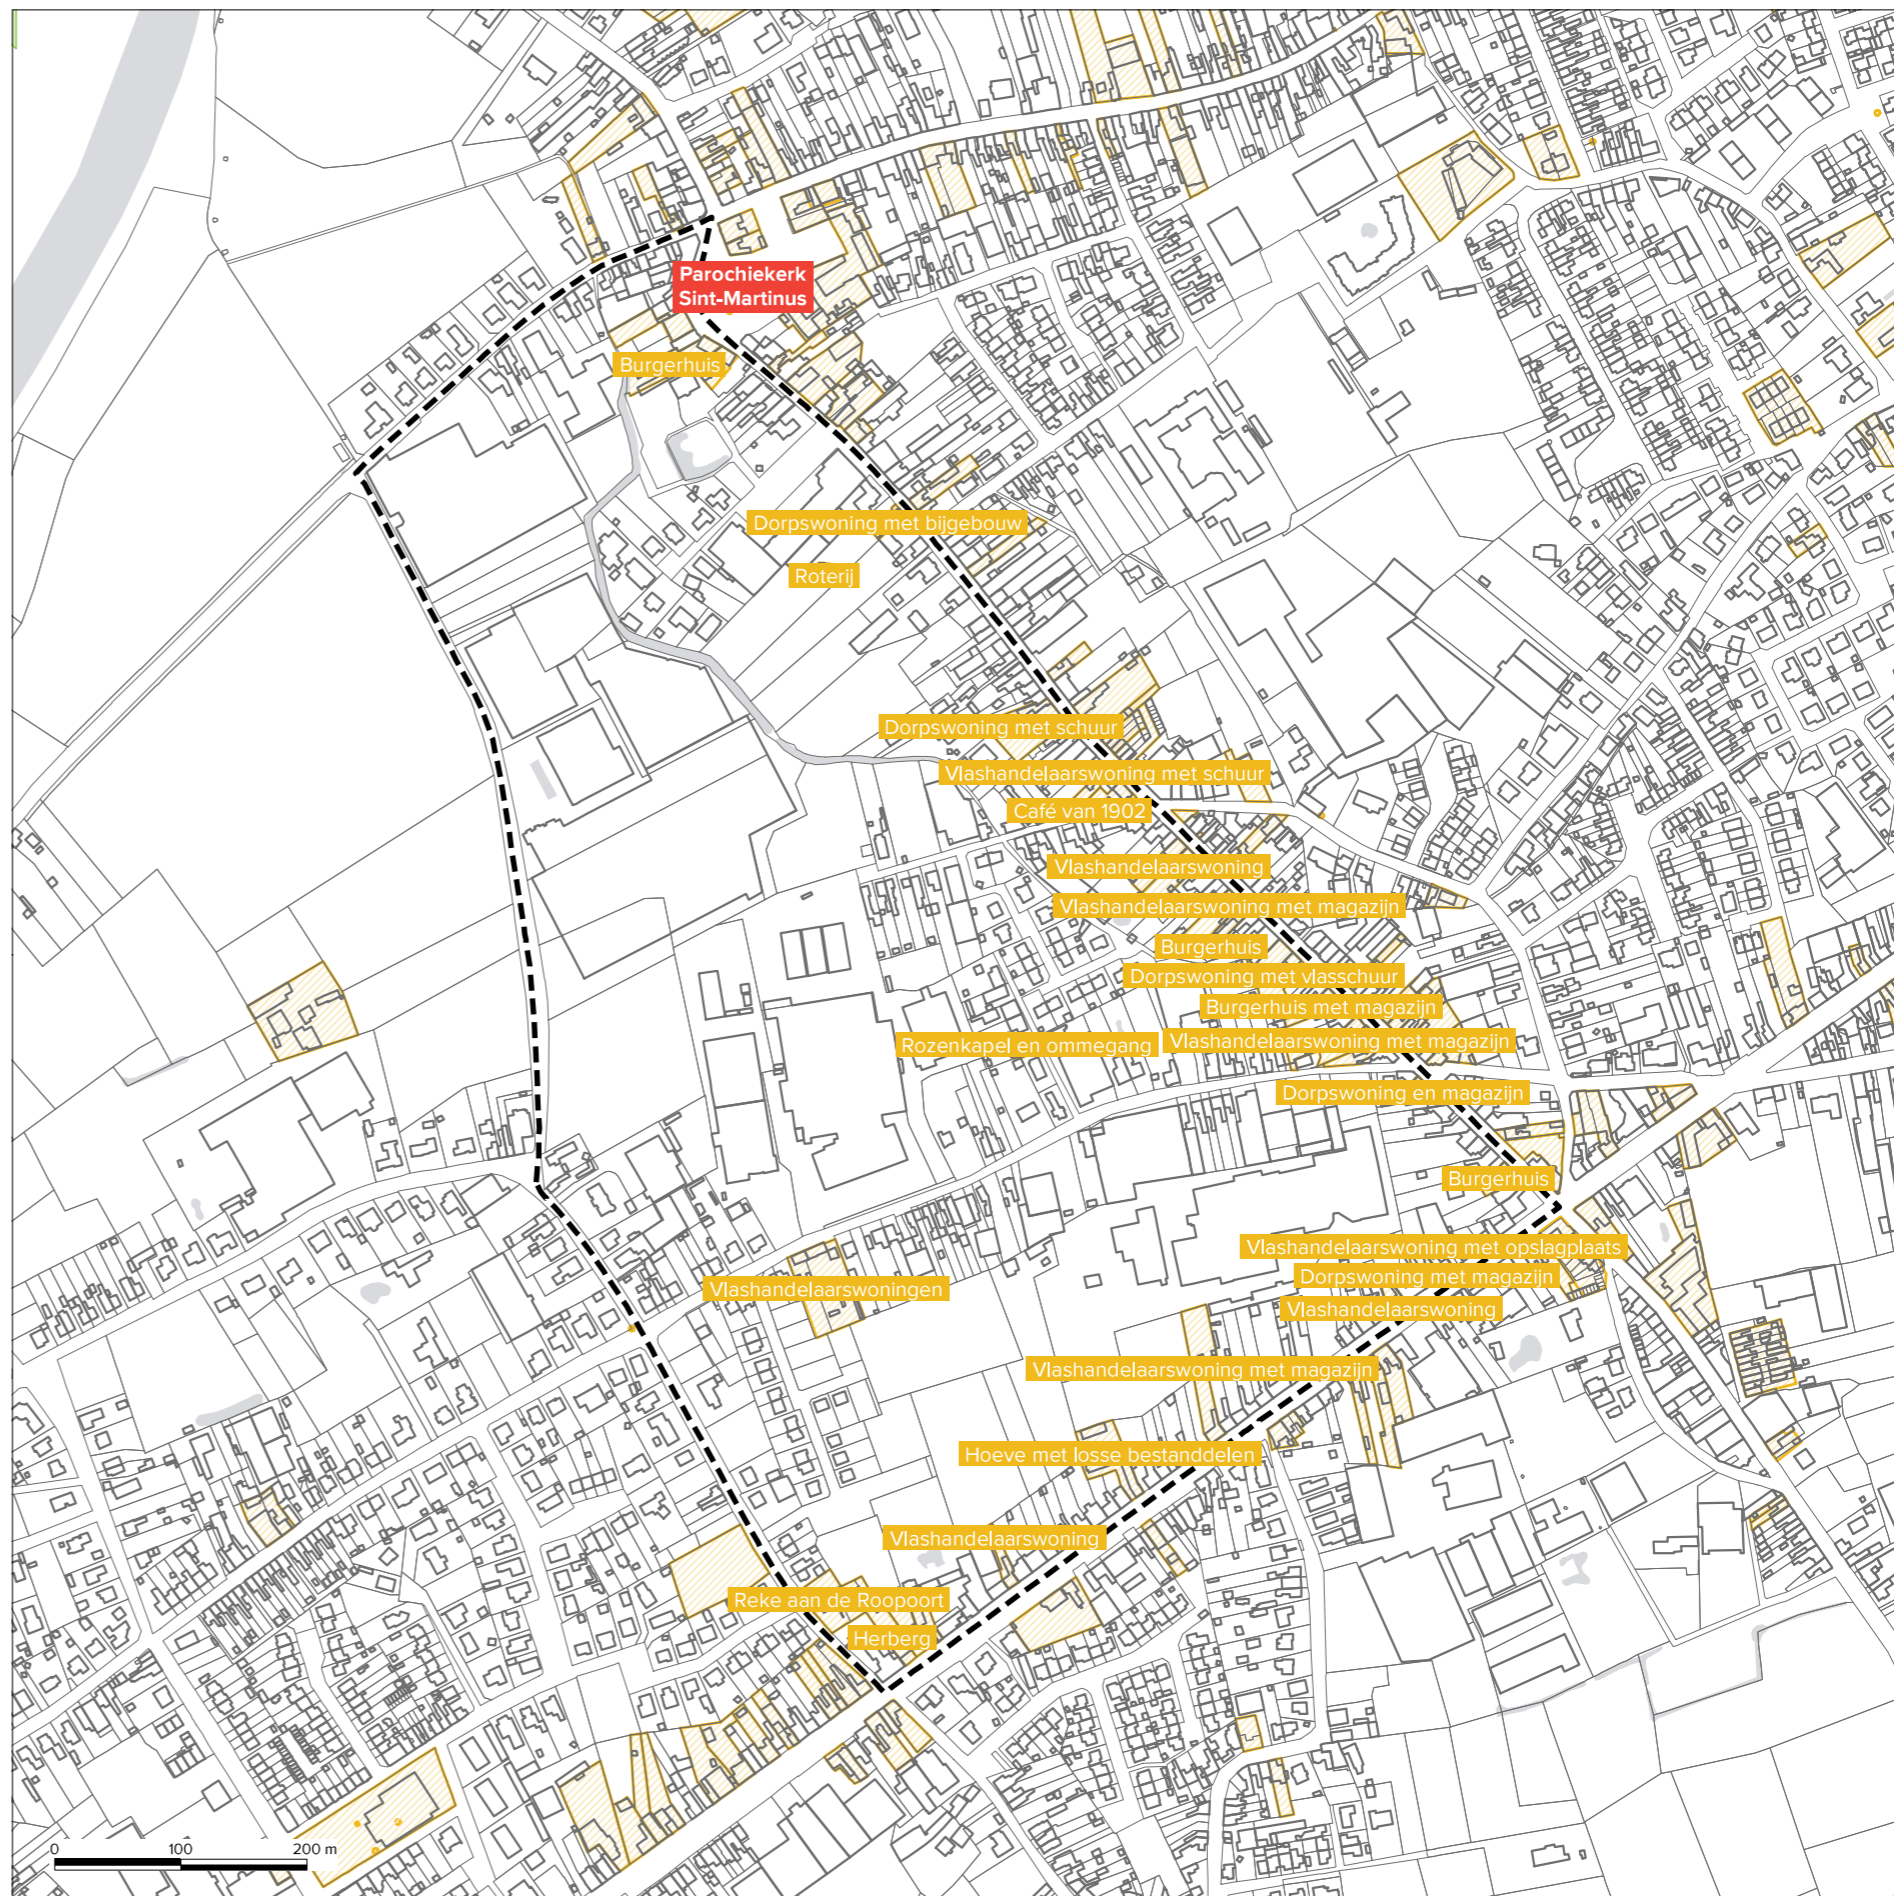 Parochiekerk
Sint-Martinus
Burgerhuis
Dorpswoning met bijgebouw
Roterij
Dorpswoning met schuur
Vlashandelaarswoning met schuur
Café van 1902
Vlashandelaarswoning
Vlashandelaarswoning met magazijn
Burgerhuis
Dorpswoning met vlasschuur
Burgerhuis met magazijn
Rozenkapel en ommegang
Vlashandelaarswoning met magazijn
Dorpswoning en magazijn
Burgerhuis
Vlashandelaarswoning met opslagplaats
Dorpswoning met magazijn
Vlashandelaarswoningen
Vlashandelaarswoning
Vlashandelaarswoning met magazijn
Hoeve met losse bestanddelen
Vlashandelaarswoning
Reke aan de Roopoort
Herberg
0 100 200 m